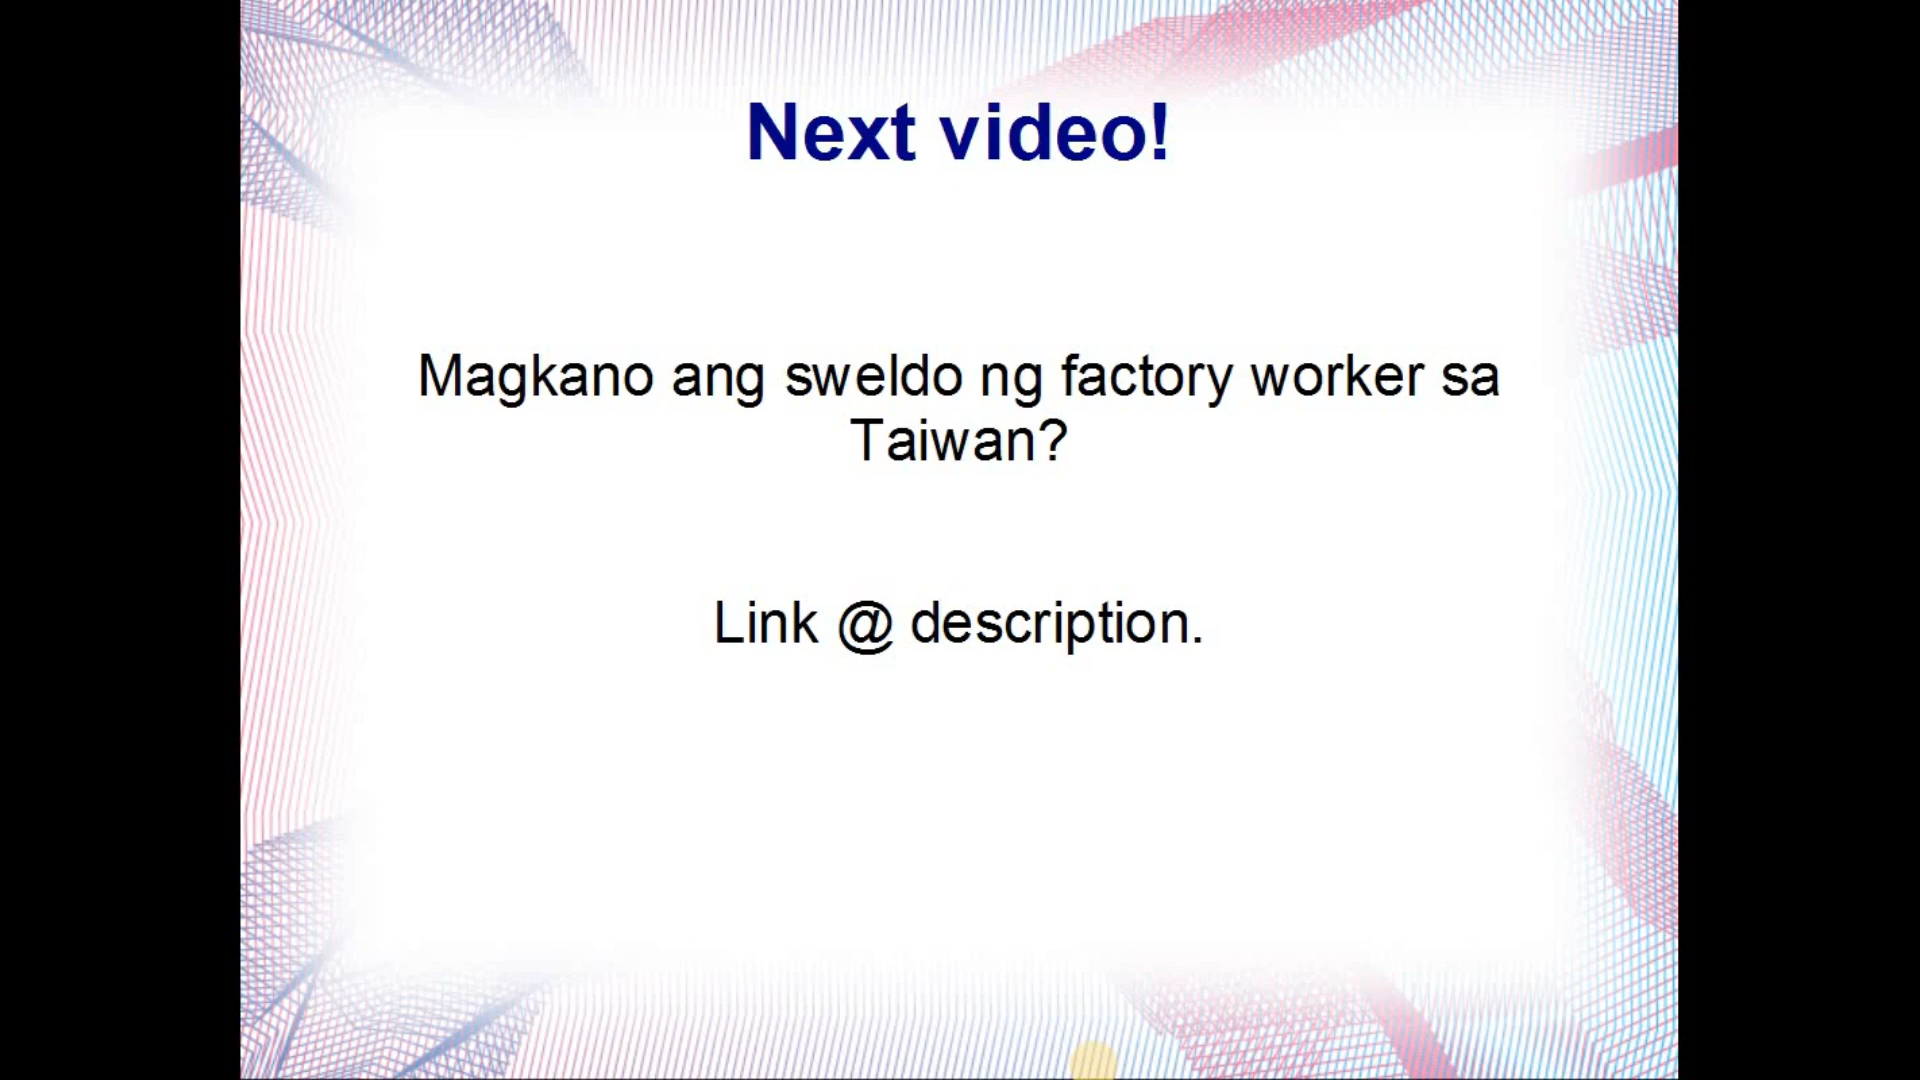 Next video!
Magkano ang sweldo ng factory worker sa
Taiwan?
Link @ description.